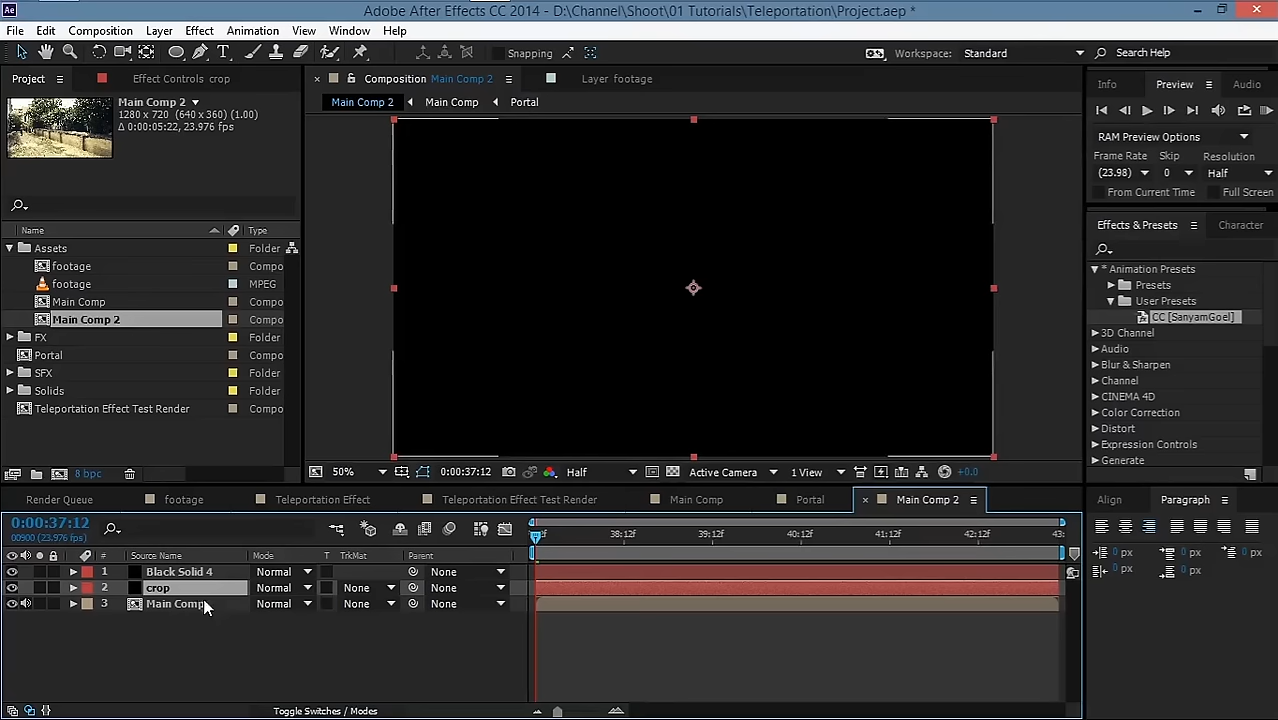 Ae Adobe After Effects CC 2014 - D:\Channel\Shoot\01 Tutorials\Teleportation\Project.aep *
File Edit Composition Layer Effect Animation View Window Help
Snapping Workspace: Standard Search Help
Project Effect Controls crop
Composition Main Comp 2 Layer footage
Info Preview Audio
Main Comp 2
1280 x 720 (640 x 360) (1.00)
Δ 0:00:05:22, 23.976 fps
Main Comp 2 Main Comp Portal
RAM Preview Options
Frame Rate Skip Resolution
(23.98) 0 Half
From Current Time Full Screen
Effects & Presets Character
Name Type
Assets Folder
footage Compo
footage MPEG
Main Comp Compo
Main Comp 2 Compo
FX Folder
Portal Compo
SFX Folder
Solids Folder
Teleportation Effect Test Render Compo
8 bpc
* Animation Presets
Presets
User Presets
CC [SanyamGoel]
3D Channel
Audio
Blur & Sharpen
Channel
CINEMA 4D
Color Correction
Distort
Expression Controls
Generate
50% 0:00:37:12 Half Active Camera 1 View +0.0
Render Queue footage Teleportation Effect Teleportation Effect Test Render Main Comp Portal Main Comp 2
Align Paragraph
0:00:37:12
00900 (23.976 fps)
38:12f 39:12f 40:12f 41:12f 42:12f 43:
0 px 0 px 0 px
0 px 0 px
# Source Name Mode T TrkMat Parent
1 Black Solid 4 Normal None
2 crop Normal None None
3 Main Comp Normal None None
Toggle Switches / Modes